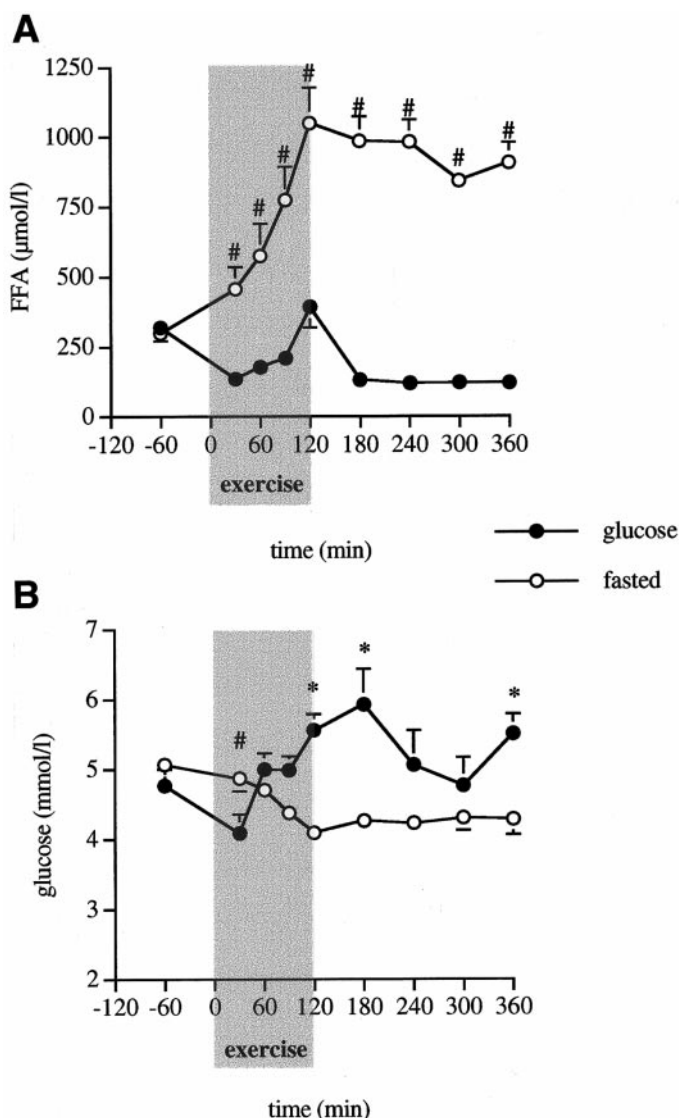 A
# # # # # # # #
1250
1000
750
500
250
0
FFA (µmol/l)
-120 -60 0 60 120 180 240 300 360
exercise
time (min)
glucose
fasted
B
# * * *
7
6
5
4
3
2
glucose (mmol/l)
-120 -60 0 60 120 180 240 300 360
exercise
time (min)